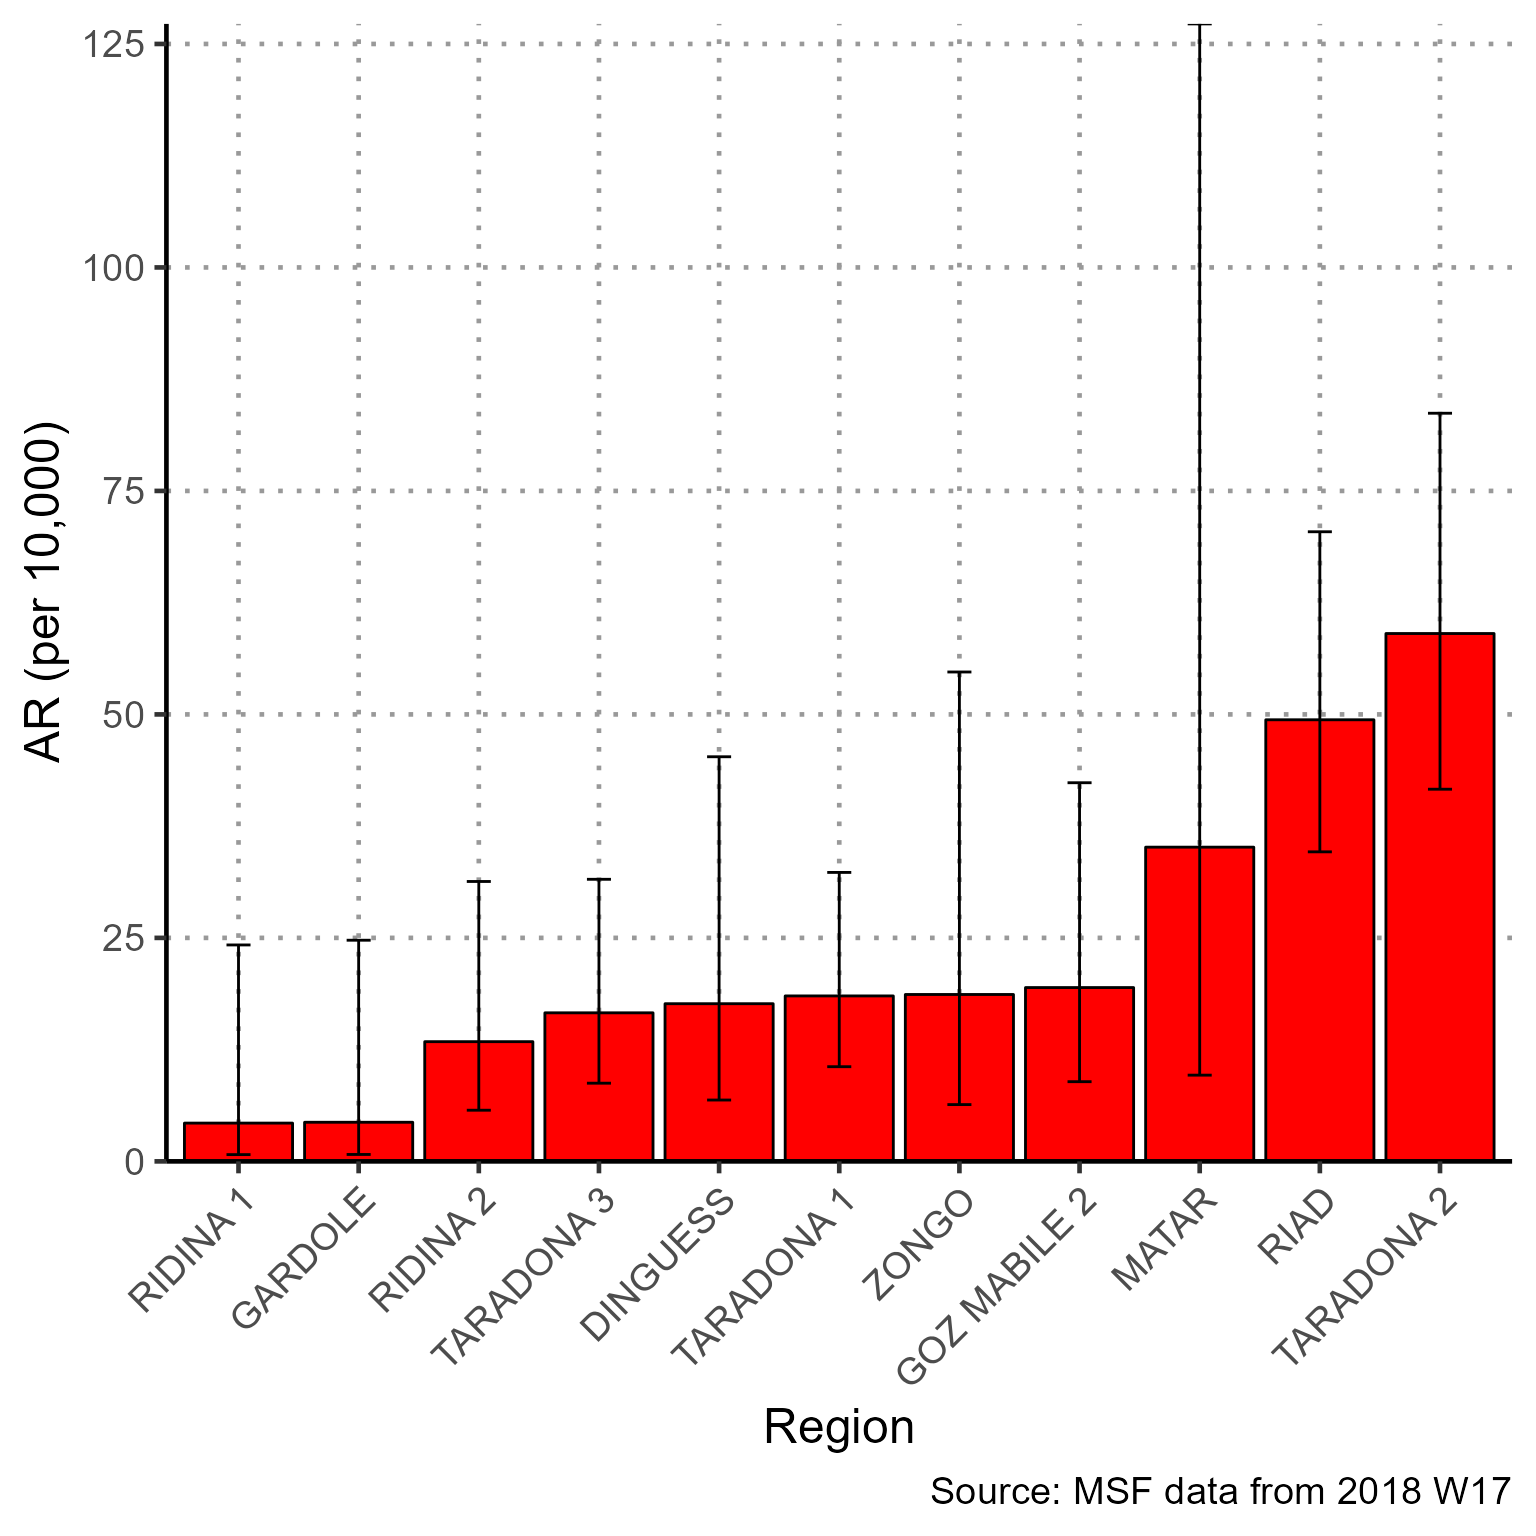 125
100
75
50
25
0
AR (per 10,000)
RIDINA 1
GARDOLE
RIDINA 2
TARADONA 3
DINGUESS
TARADONA 1
ZONGO
GOZ MABILE 2
MATAR
RIAD
TARADONA 2
Region
Source: MSF data from 2018 W17